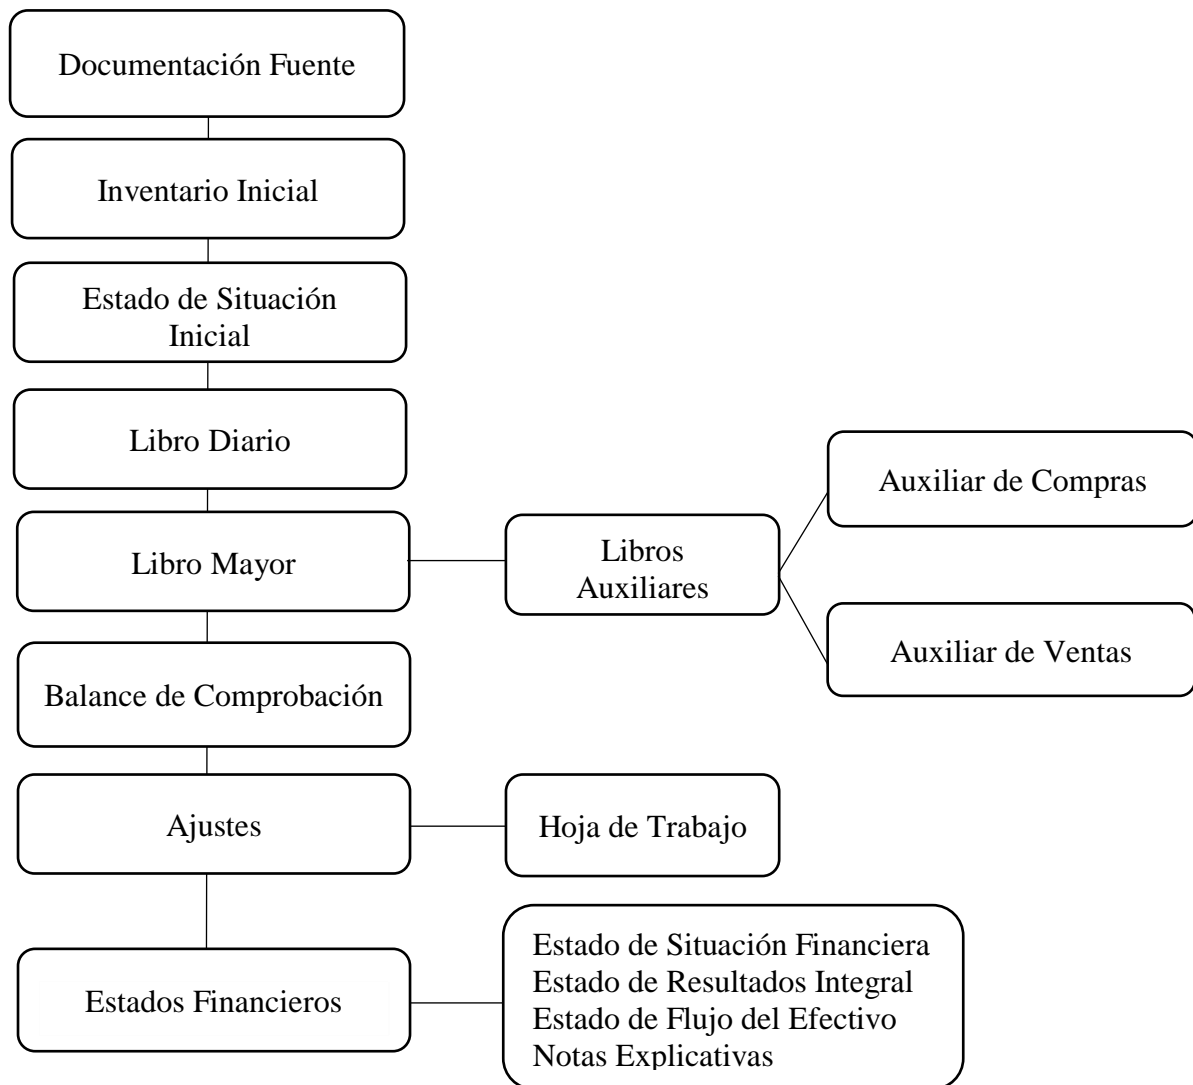 Documentación Fuente
Inventario Inicial
Estado de Situación
Inicial
Libro Diario
Libro Mayor
Libros
Auxiliares
Auxiliar de Compras
Auxiliar de Ventas
Balance de Comprobación
Ajustes
Hoja de Trabajo
Estados Financieros
Estado de Situación Financiera
Estado de Resultados Integral
Estado de Flujo del Efectivo
Notas Explicativas